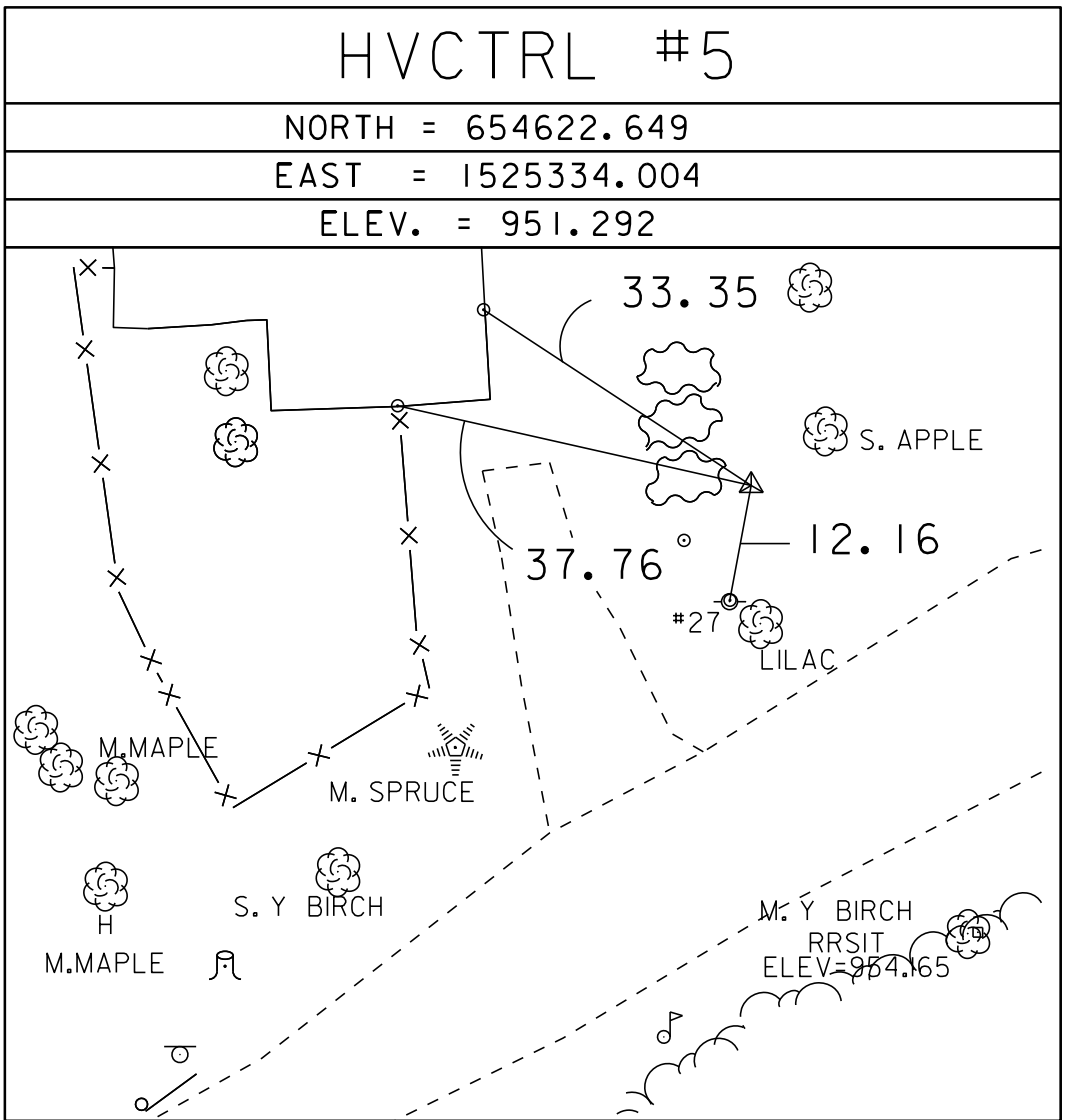 HVCTRL #5
NORTH = 654622.649
EAST = 1525334.004
ELEV. = 951.292
33.35
S. APPLE
12.16
37.76
#27
LILAC
M.MAPLE
M. SPRUCE
S. Y BIRCH
H
M.MAPLE
M. Y BIRCH
RRSIT
ELEV=954.165